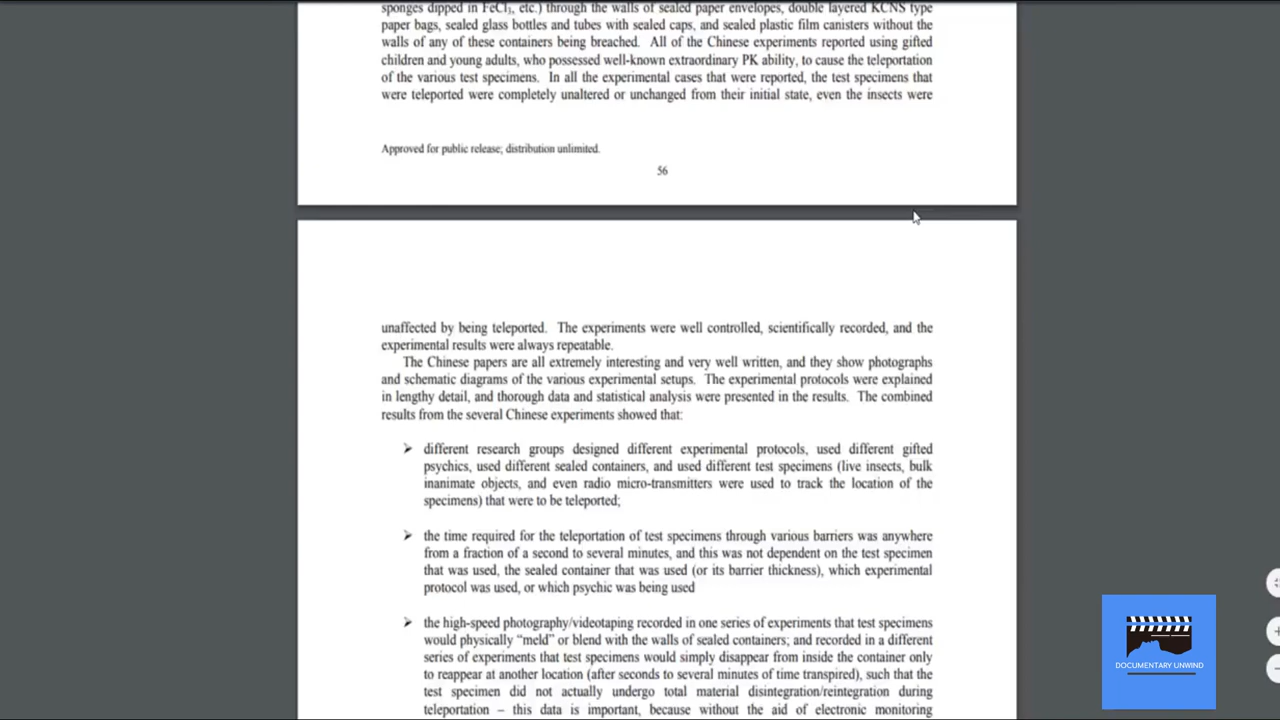 sponges dipped in FeCl3, etc.) through the walls of sealed paper envelopes, double layered KCNS type
paper bags, sealed glass bottles and tubes with sealed caps, and sealed plastic film canisters without the
walls of any of these containers being breached. All of the Chinese experiments reported using gifted
children and young adults, who possessed well-known extraordinary PK ability, to cause the teleportation
of the various test specimens. In all the experimental cases that were reported, the test specimens that
were teleported were completely unaltered or unchanged from their initial state, even the insects were
Approved for public release; distribution unlimited.
56
unaffected by being teleported. The experiments were well controlled, scientifically recorded, and the
experimental results were always repeatable.
The Chinese papers are all extremely interesting and very well written, and they show photographs
and schematic diagrams of the various experimental setups. The experimental protocols were explained
in lengthy detail, and thorough data and statistical analysis were presented in the results. The combined
results from the several Chinese experiments showed that:
➢ different research groups designed different experimental protocols, used different gifted
psychics, used different sealed containers, and used different test specimens (live insects, bulk
inanimate objects, and even radio micro-transmitters were used to track the location of the
specimens) that were to be teleported;
➢ the time required for the teleportation of test specimens through various barriers was anywhere
from a fraction of a second to several minutes, and this was not dependent on the test specimen
that was used, the sealed container that was used (or its barrier thickness), which experimental
protocol was used, or which psychic was being used
➢ the high-speed photography/videotaping recorded in one series of experiments that test specimens
would physically “meld” or blend with the walls of sealed containers; and recorded in a different
series of experiments that test specimens would simply disappear from inside the container only
to reappear at another location (after seconds to several minutes of time transpired), such that the
test specimen did not actually undergo total material disintegration/reintegration during
teleportation – this data is important, because without the aid of electronic monitoring
DOCUMENTARY UNWIND